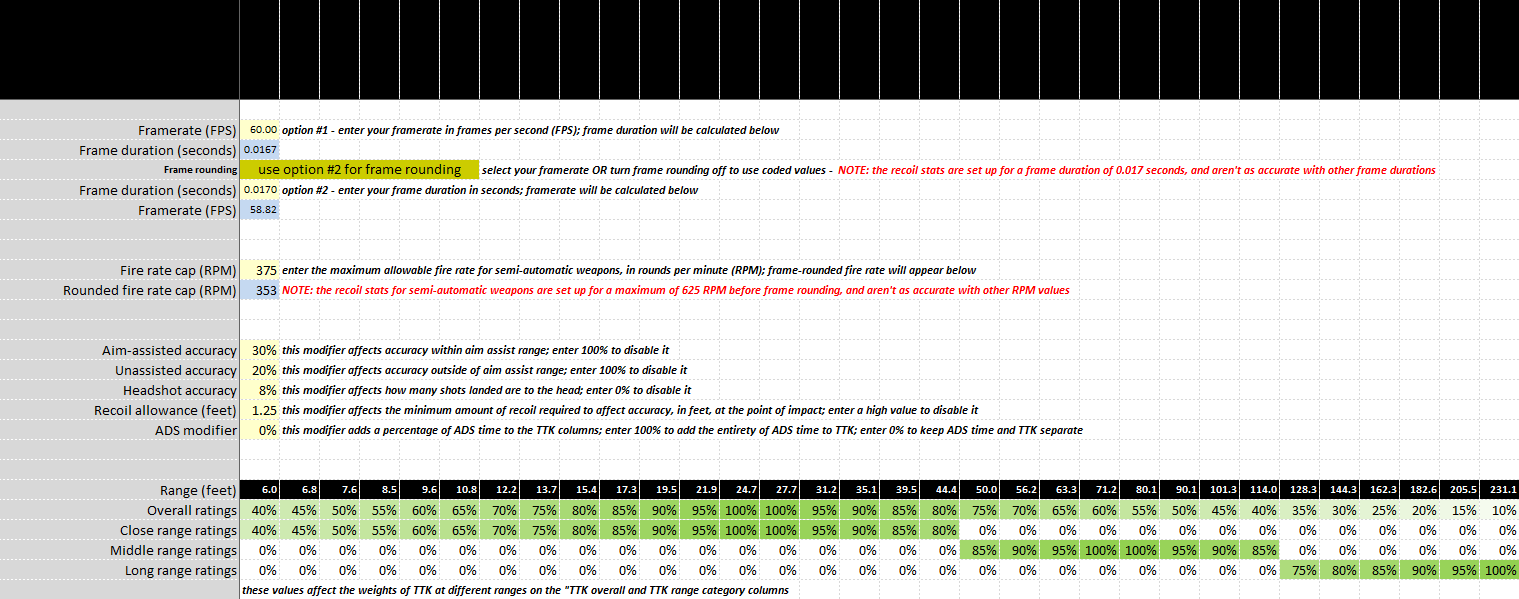 Framerate (FPS) 60.00 option #1 - enter your framerate in frames per second (FPS); frame duration will be calculated below
Frame duration (seconds) 0.0167
Frame rounding use option #2 for frame rounding select your framerate OR turn frame rounding off to use coded values - NOTE: the recoil stats are set up for a frame duration of 0.017 seconds, and aren't as accurate with other frame durations
Frame duration (seconds) 0.0170 option #2 - enter your frame duration in seconds; framerate will be calculated below
Framerate (FPS) 58.82
Fire rate cap (RPM) 375 enter the maximum allowable fire rate for semi-automatic weapons, in rounds per minute (RPM); frame-rounded fire rate will appear below
Rounded fire rate cap (RPM) 353 NOTE: the recoil stats for semi-automatic weapons are set up for a maximum of 625 RPM before frame rounding, and aren't as accurate with other RPM values
Aim-assisted accuracy 30% this modifier affects accuracy within aim assist range; enter 100% to disable it
Unassisted accuracy 20% this modifier affects accuracy outside of aim assist range; enter 100% to disable it
Headshot accuracy 8% this modifier affects how many shots landed are to the head; enter 0% to disable it
Recoil allowance (feet) 1.25 this modifier affects the minimum amount of recoil required to affect accuracy, in feet, at the point of impact; enter a high value to disable it
ADS modifier 0% this modifier adds a percentage of ADS time to the TTK columns; enter 100% to add the entirety of ADS time to TTK; enter 0% to keep ADS time and TTK separate
Range (feet) 6.0 6.8 7.6 8.5 9.6 10.8 12.2 13.7 15.4 17.3 19.5 21.9 24.7 27.7 31.2 35.1 39.5 44.4 50.0 56.2 63.3 71.2 80.1 90.1 101.3 114.0 128.3 144.3 162.3 182.6 205.5 231.1
Overall ratings 40% 45% 50% 55% 60% 65% 70% 75% 80% 85% 90% 95% 100% 100% 95% 90% 85% 80% 75% 70% 65% 60% 55% 50% 45% 40% 35% 30% 25% 20% 15% 10%
Close range ratings 40% 45% 50% 55% 60% 65% 70% 75% 80% 85% 90% 95% 100% 100% 95% 90% 85% 80% 0% 0% 0% 0% 0% 0% 0% 0% 0% 0% 0% 0% 0% 0%
Middle range ratings 0% 0% 0% 0% 0% 0% 0% 0% 0% 0% 0% 0% 0% 0% 0% 0% 0% 0% 85% 90% 95% 100% 100% 95% 90% 85% 0% 0% 0% 0% 0% 0%
Long range ratings 0% 0% 0% 0% 0% 0% 0% 0% 0% 0% 0% 0% 0% 0% 0% 0% 0% 0% 0% 0% 0% 0% 0% 0% 0% 0% 75% 80% 85% 90% 95% 100%
these values affect the weights of TTK at different ranges on the "TTK overall and TTK range category columns